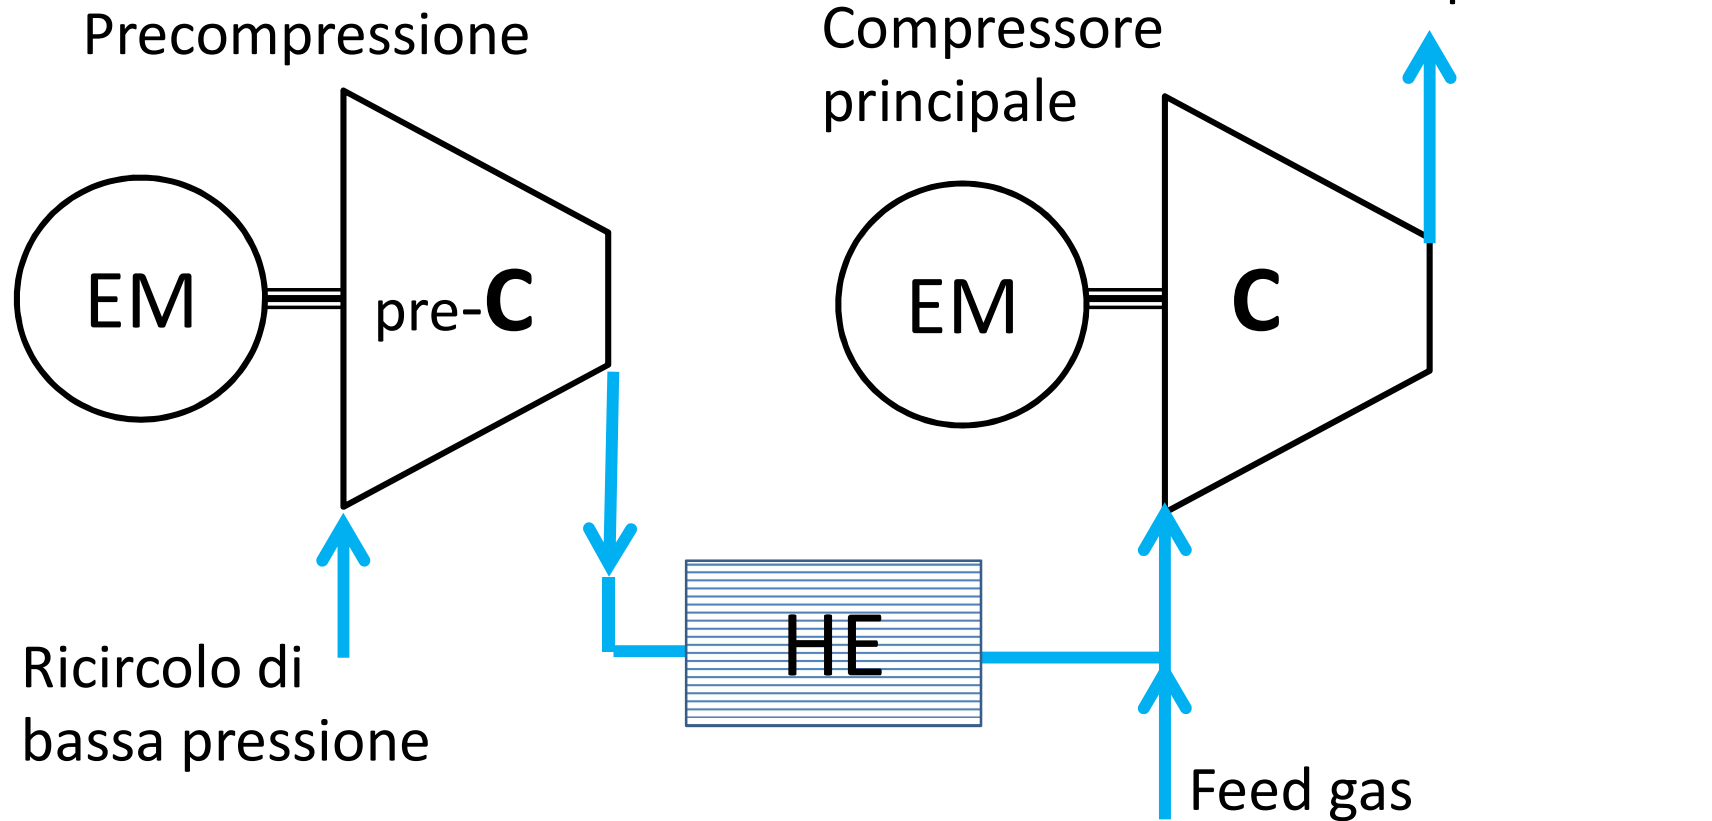 Precompressione
Compressore
principale
EM
pre-C
EM
C
HE
Ricircolo di
bassa pressione
Feed gas